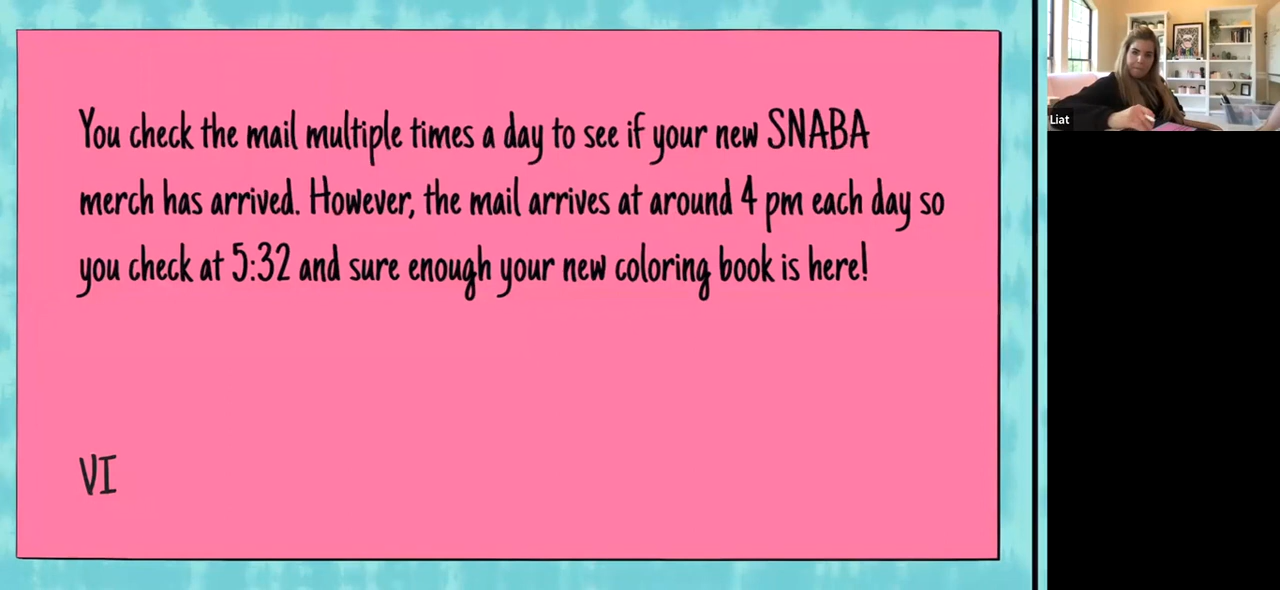 You check the mail multiple times a day to see if your new SNABA
merch has arrived. However, the mail arrives at around 4 pm each day so
you check at 5:32 and sure enough your new coloring book is here!
VI
Liat